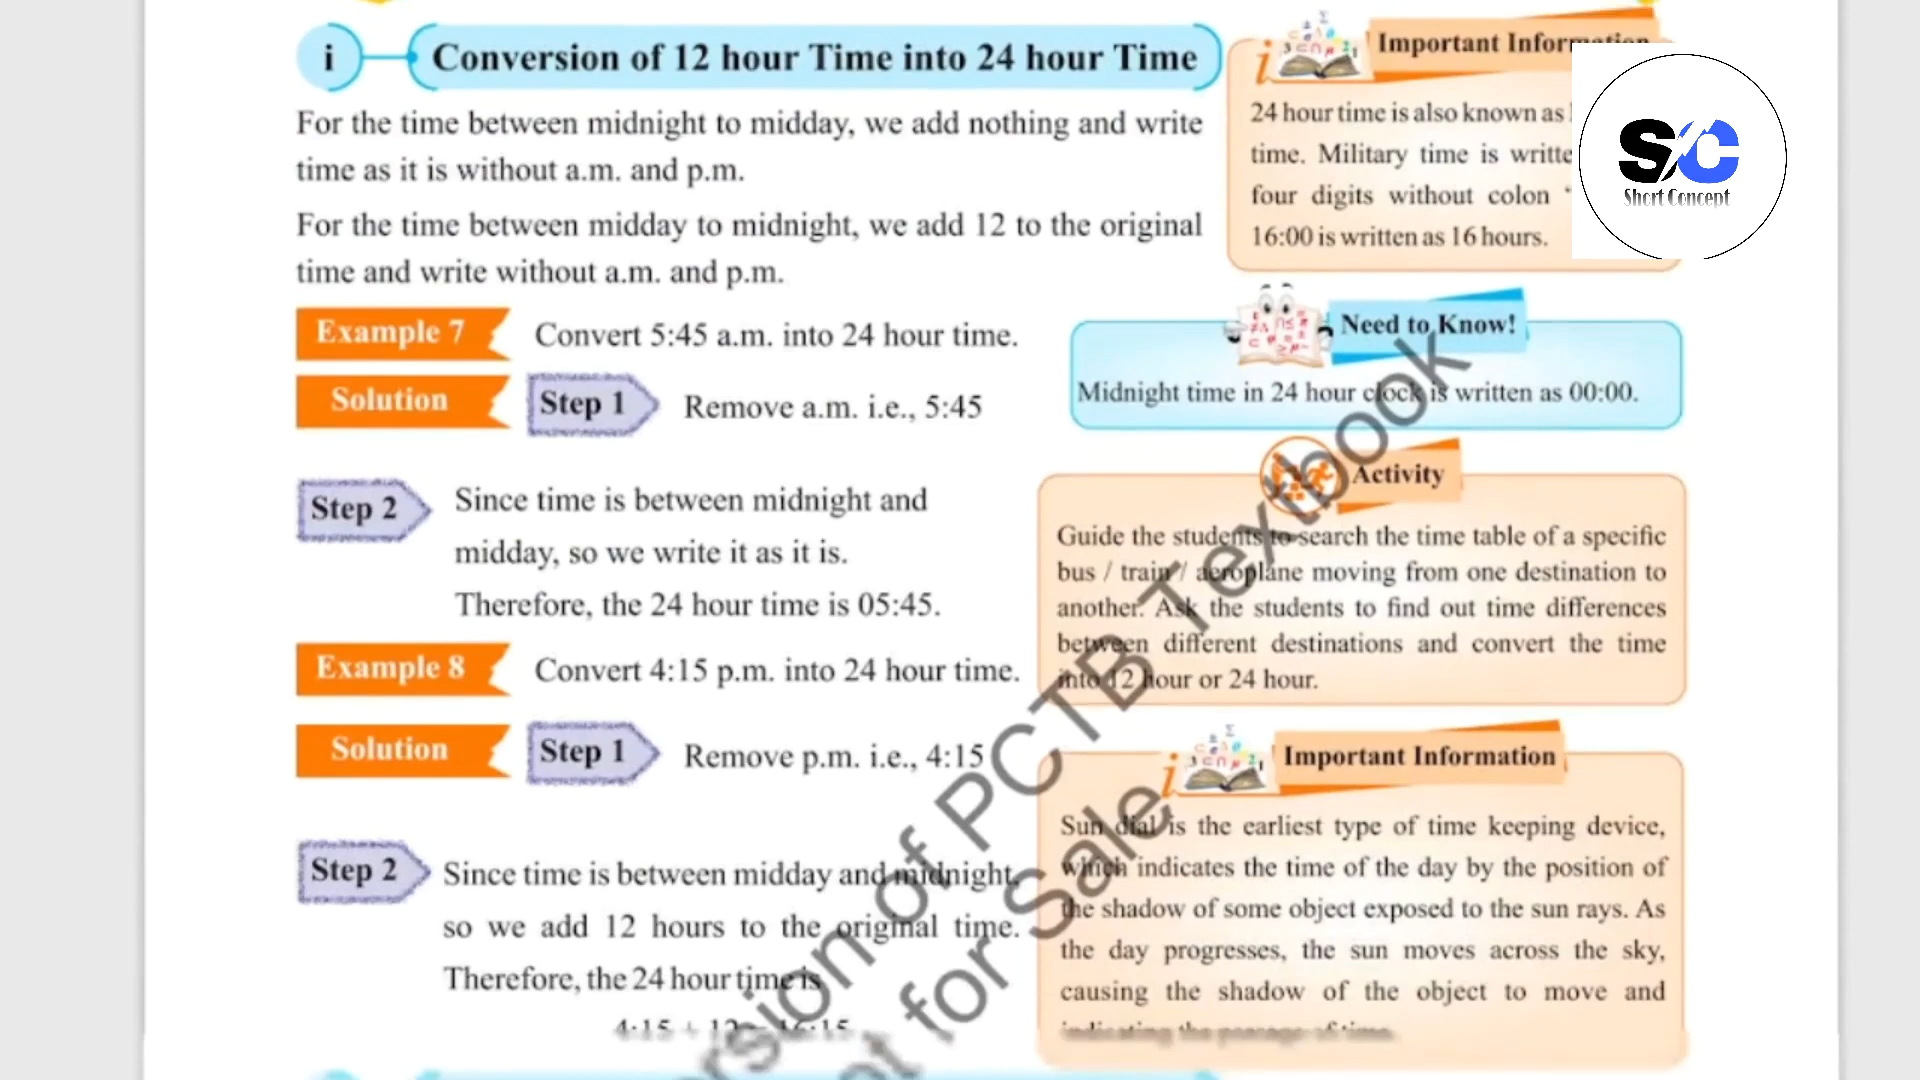 i
Conversion of 12 hour Time into 24 hour Time
For the time between midnight to midday, we add nothing and write
time as it is without a.m. and p.m.
For the time between midday to midnight, we add 12 to the original
time and write without a.m. and p.m.
Example 7
Convert 5:45 a.m. into 24 hour time.
Solution
Step 1
Remove a.m. i.e., 5:45
Step 2
Since time is between midnight and
midday, so we write it as it is.
Therefore, the 24 hour time is 05:45.
Example 8
Convert 4:15 p.m. into 24 hour time.
Solution
Step 1
Remove p.m. i.e., 4:15
Step 2
Since time is between midday and midnight,
so we add 12 hours to the original time.
Therefore, the 24 hour time is
4:15 + 12 = 16:15
Important Information
24 hour time is also known as
time. Military time is
four digits without colon
16:00 is written as 16 hours.
SC
Short Concept
Need to Know!
Midnight time in 24 hour clock is written as 00:00.
Activity
Guide the students to search the time table of a specific
bus / train / aeroplane moving from one destination to
another. Ask the students to find out time differences
between different destinations and convert the time
into 12 hour or 24 hour.
Important Information
Sun dial is the earliest type of time keeping device,
which indicates the time of the day by the position of
the shadow of some object exposed to the sun rays. As
the day progresses, the sun moves across the sky,
causing the shadow of the object to move and
indicating the passage of time.
of PCTB Textbook
for Sale